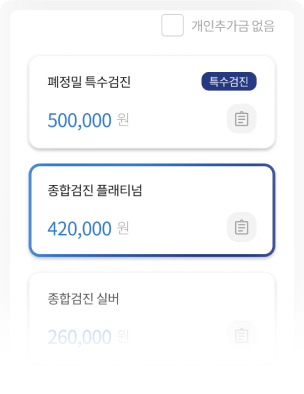 개인추가금 없음
폐정밀 특수검진
특수검진
500,000 원
종합검진 플래티넘
420,000 원
종합검진 실버
260,000 원